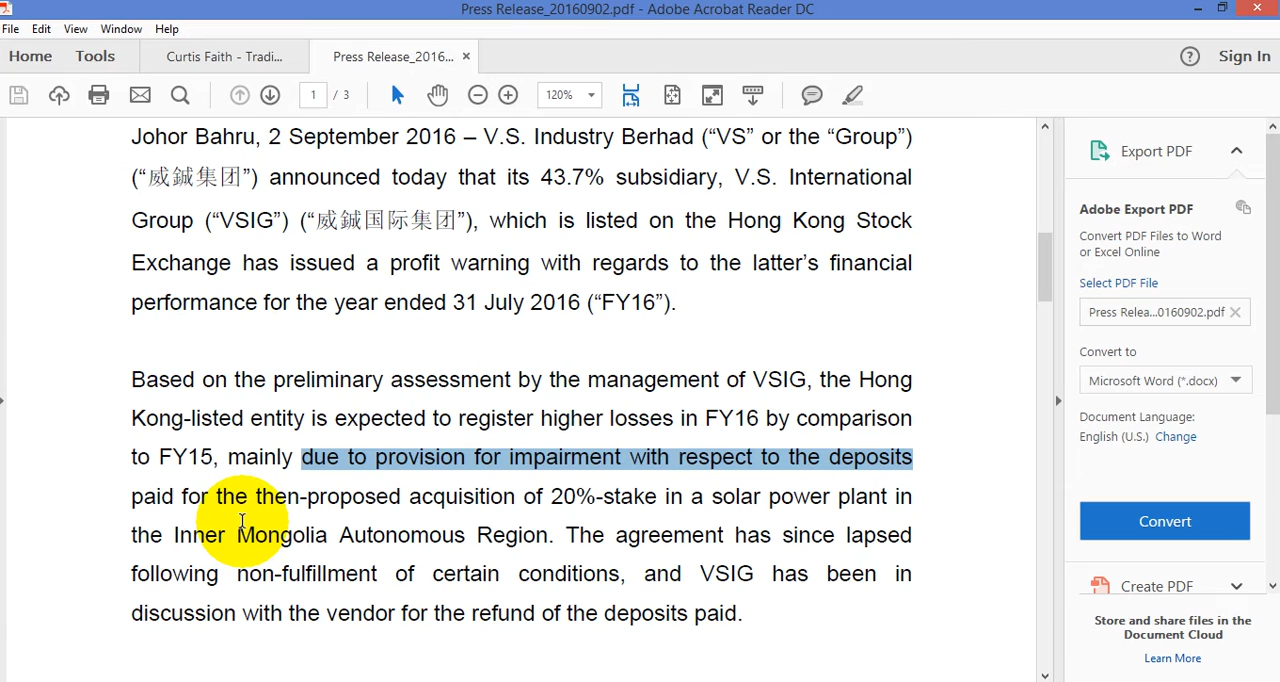 Press Release_20160902.pdf - Adobe Acrobat Reader DC
File Edit View Window Help
Home Tools Curtis Faith - Tradi... Press Release_2016... × Sign In
1 / 3 120%
Johor Bahru, 2 September 2016 – V.S. Industry Berhad (“VS” or the “Group”)
(“威鋮集团”) announced today that its 43.7% subsidiary, V.S. International
Group (“VSIG”) (“威鋮国际集团”), which is listed on the Hong Kong Stock
Exchange has issued a profit warning with regards to the latter’s financial
performance for the year ended 31 July 2016 (“FY16”).
Based on the preliminary assessment by the management of VSIG, the Hong
Kong-listed entity is expected to register higher losses in FY16 by comparison
to FY15, mainly due to provision for impairment with respect to the deposits
paid for the then-proposed acquisition of 20%-stake in a solar power plant in
the Inner Mongolia Autonomous Region. The agreement has since lapsed
following non-fulfillment of certain conditions, and VSIG has been in
discussion with the vendor for the refund of the deposits paid.
Export PDF
Adobe Export PDF
Convert PDF Files to Word
or Excel Online
Select PDF File
Press Relea...0160902.pdf ×
Convert to
Microsoft Word (*.docx)
Document Language:
English (U.S.) Change
Convert
Create PDF
Store and share files in the
Document Cloud
Learn More